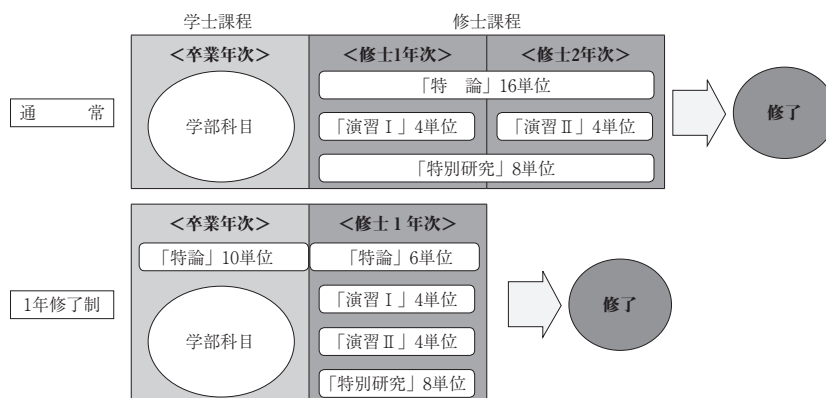 学士課程 修士課程
<卒業年次> <修士1年次> <修士2年次>
「特　論」16単位
通　　　常
学部科目
「演習Ⅰ」4単位 「演習Ⅱ」4単位
修了
「特別研究」8単位
<卒業年次> <修士１年次>
「特論」10単位 「特論」6単位
1年修了制
「演習Ⅰ」4単位
修了
学部科目
「演習Ⅱ」4単位
「特別研究」8単位